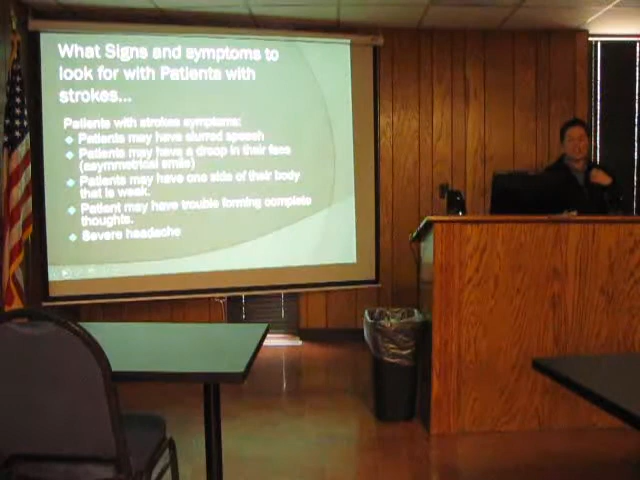 What Signs and symptoms to
look for with Patients with
strokes...
Patients with strokes symptoms:
Patients may have slurred speech
Patients may have a droop in their face
(asymmetrical smile)
Patients may have one side of their body
that is weak.
Patient may have trouble forming complete
thoughts.
Severe headache